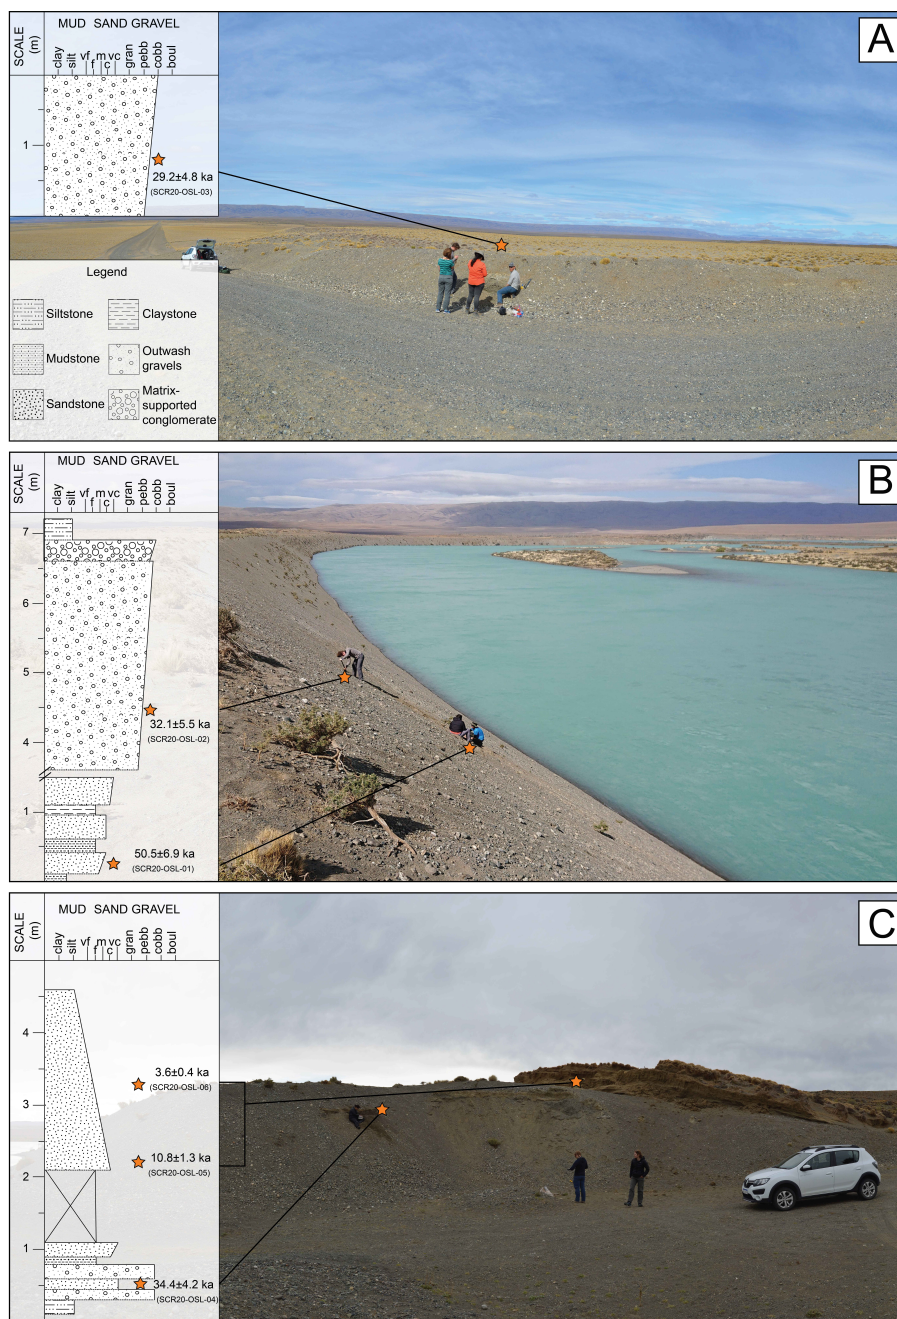 A
SCALE
(m)
MUD SAND GRAVEL
clay
silt
vf
f
m
c
vc
gran
pebb
cobb
boul
1
29.2±4.8 ka
(SCR20-OSL-03)
Legend
Siltstone
Claystone
Mudstone
Outwash
gravels
Sandstone
Matrix-
supported
conglomerate
B
SCALE
(m)
MUD SAND GRAVEL
clay
silt
vf
f
m
c
vc
gran
pebb
cobb
boul
7
6
5
32.1±5.5 ka
(SCR20-OSL-02)
4
1
50.5±6.9 ka
(SCR20-OSL-01)
C
SCALE
(m)
MUD SAND GRAVEL
clay
silt
vf
f
m
c
vc
gran
pebb
cobb
boul
4
3.6±0.4 ka
(SCR20-OSL-06)
3
10.8±1.3 ka
(SCR20-OSL-05)
2
1
34.4±4.2 ka
(SCR20-OSL-04)